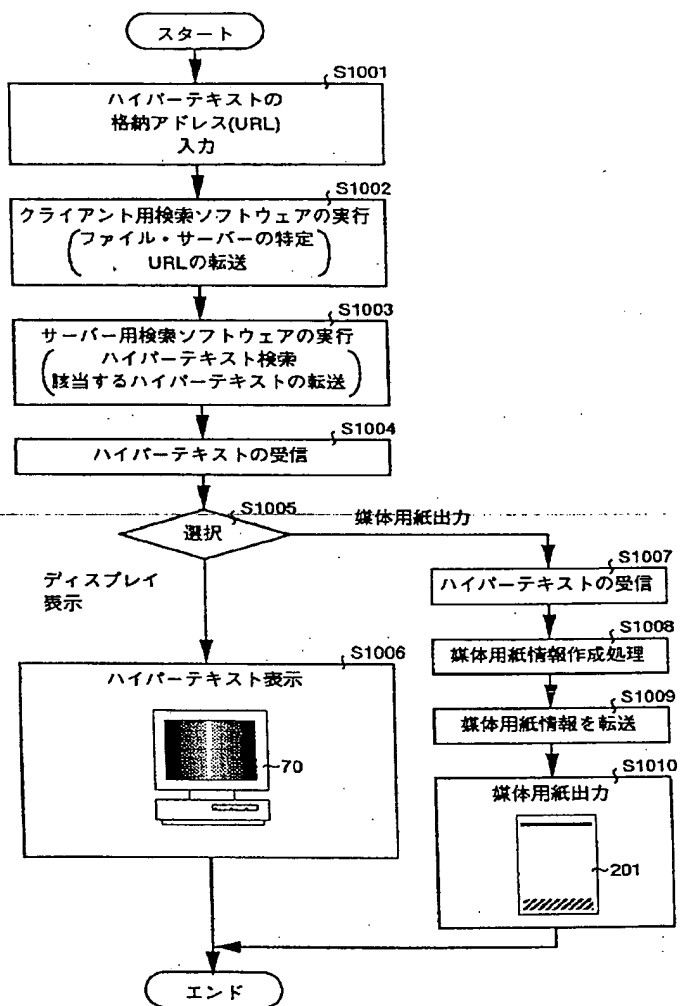 スタート
S1001
ハイパーテキストの
格納アドレス(URL)
入力
S1002
クライアント用検索ソフトウェアの実行
ファイル・サーバーの特定
URLの転送
S1003
サーバー用検索ソフトウェアの実行
ハイパーテキスト検索
該当するハイパーテキストの転送
S1004
ハイパーテキストの受信
S1005
選択
媒体用紙出力
ディスプレイ
表示
S1006
ハイパーテキスト表示
70
S1007
ハイパーテキストの受信
S1008
媒体用紙情報作成処理
S1009
媒体用紙情報を転送
S1010
媒体用紙出力
201
エンド